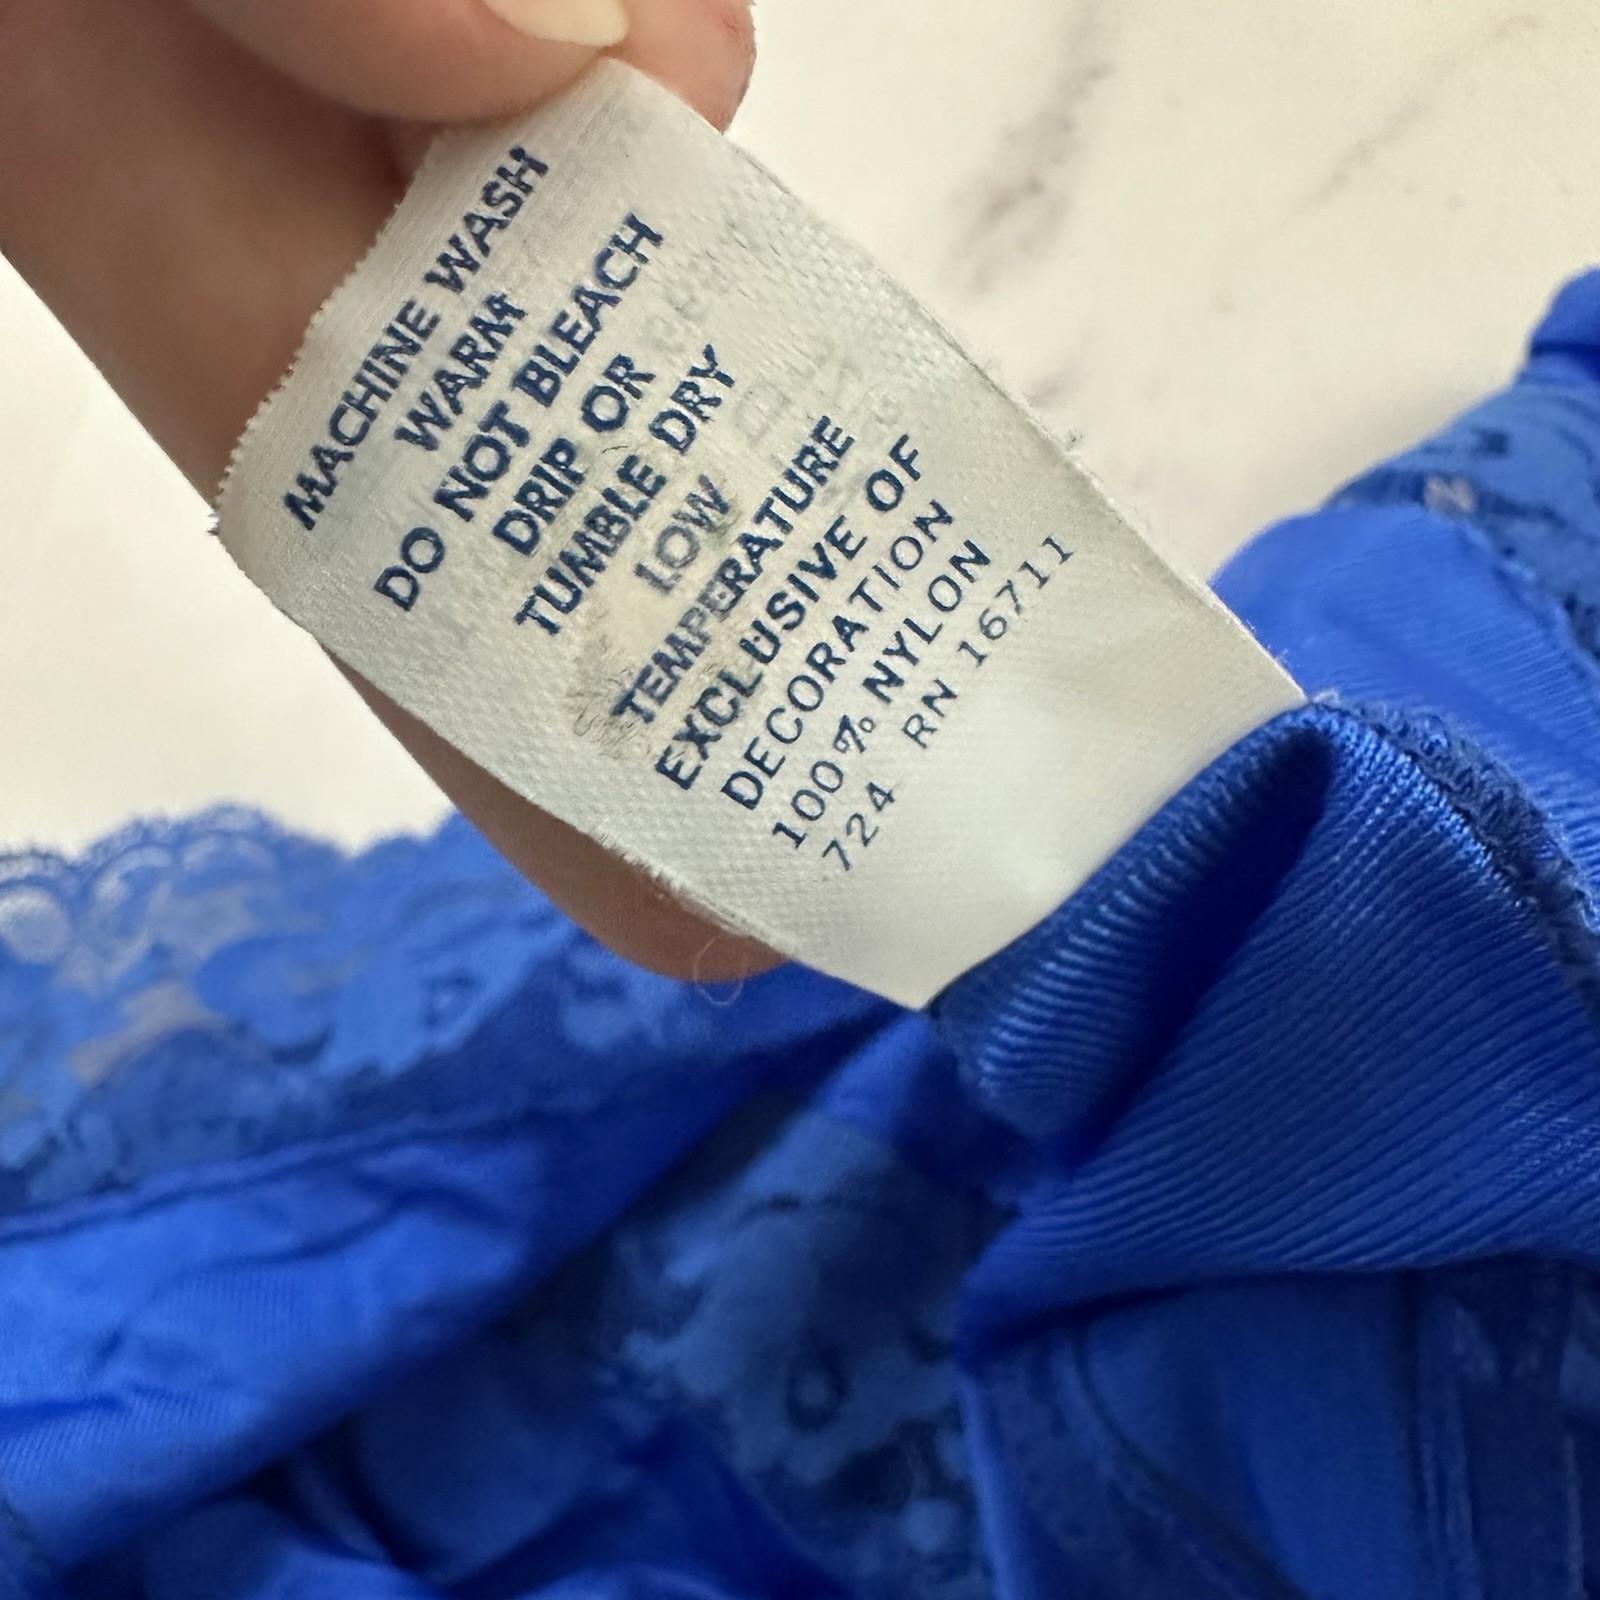 MACHINE WASH
WARM
DO NOT BLEACH
DRIP OR
TUMBLE DRY
LOW
TEMPERATURE
EXCLUSIVE OF
DECORATION
100% NYLON
724 RN 16711